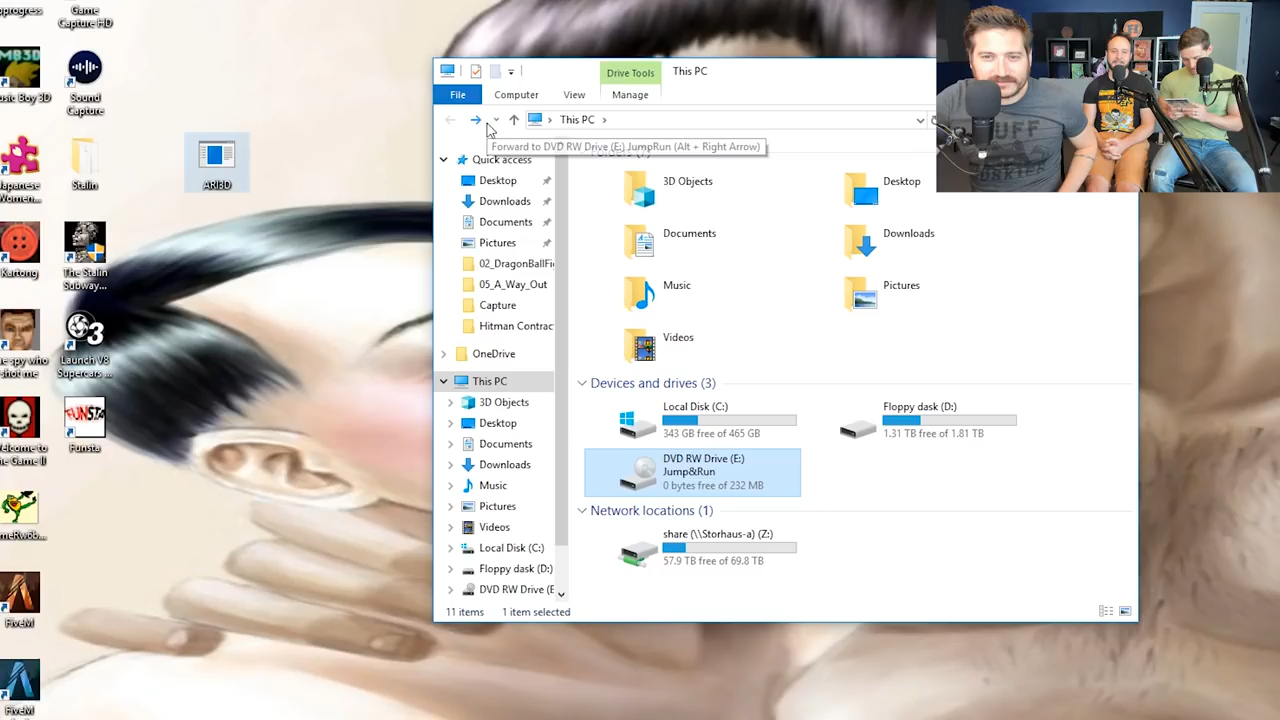 Game
Capture HD
Sound
Capture
Stalin
ARI3D
Kartong
The Stalin
Subway...
Launch V8
Supercars ...
Funsta
FUNSTA
FiveM
FiveM
Drive Tools
This PC
File
Computer
View
Manage
This PC
Forward to DVD RW Drive (E:) JumpRun (Alt + Right Arrow)
Quick access
Desktop
Downloads
Documents
Pictures
02_DragonBallFi
05_A_Way_Out
Capture
Hitman Contrac
OneDrive
This PC
3D Objects
Desktop
Documents
Downloads
Music
Pictures
Videos
Local Disk (C:)
Floppy dask (D:)
DVD RW Drive (E
3D Objects
Desktop
Documents
Downloads
Music
Pictures
Videos
Devices and drives (3)
Local Disk (C:)
343 GB free of 465 GB
Floppy dask (D:)
1.31 TB free of 1.81 TB
DVD RW Drive (E:)
Jump&Run
0 bytes free of 232 MB
Network locations (1)
share (\\Storhaus-a) (Z:)
57.9 TB free of 69.8 TB
11 items
1 item selected